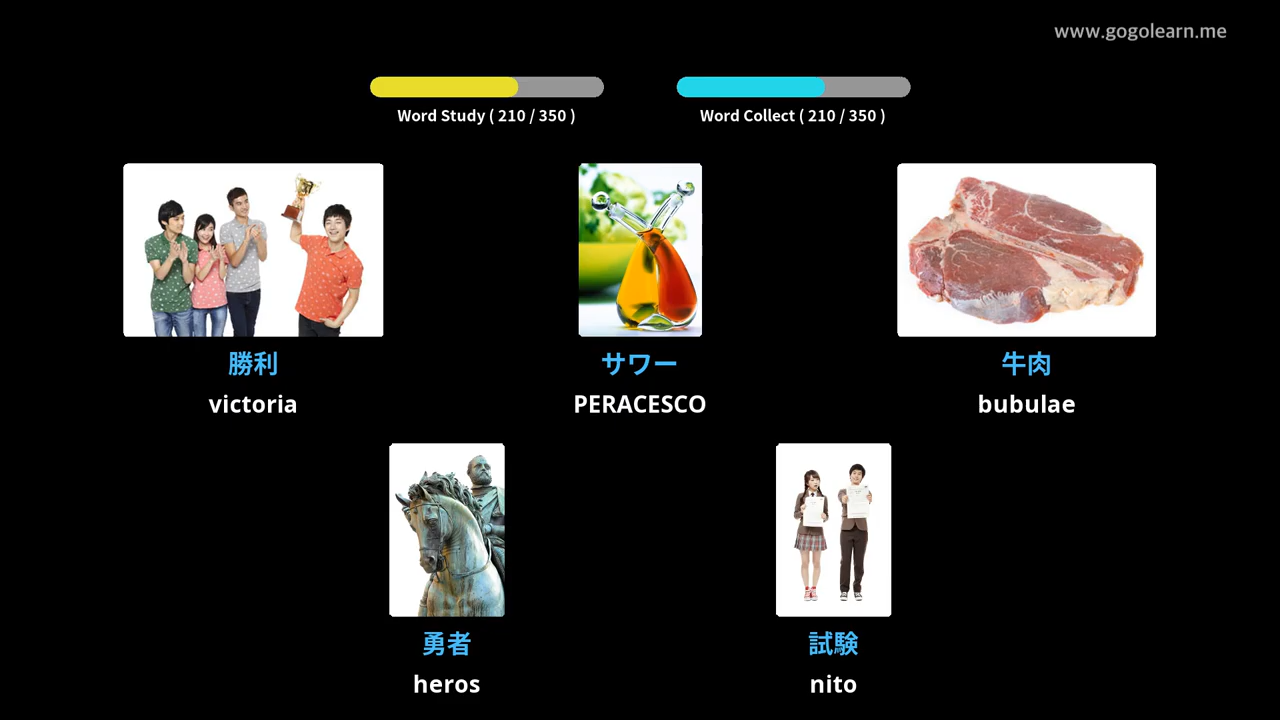 www.gogolearn.me
Word Study ( 210 / 350 )
Word Collect ( 210 / 350 )
勝利
victoria
サワー
PERACESCO
牛肉
bubulae
勇者
heros
試験
nito